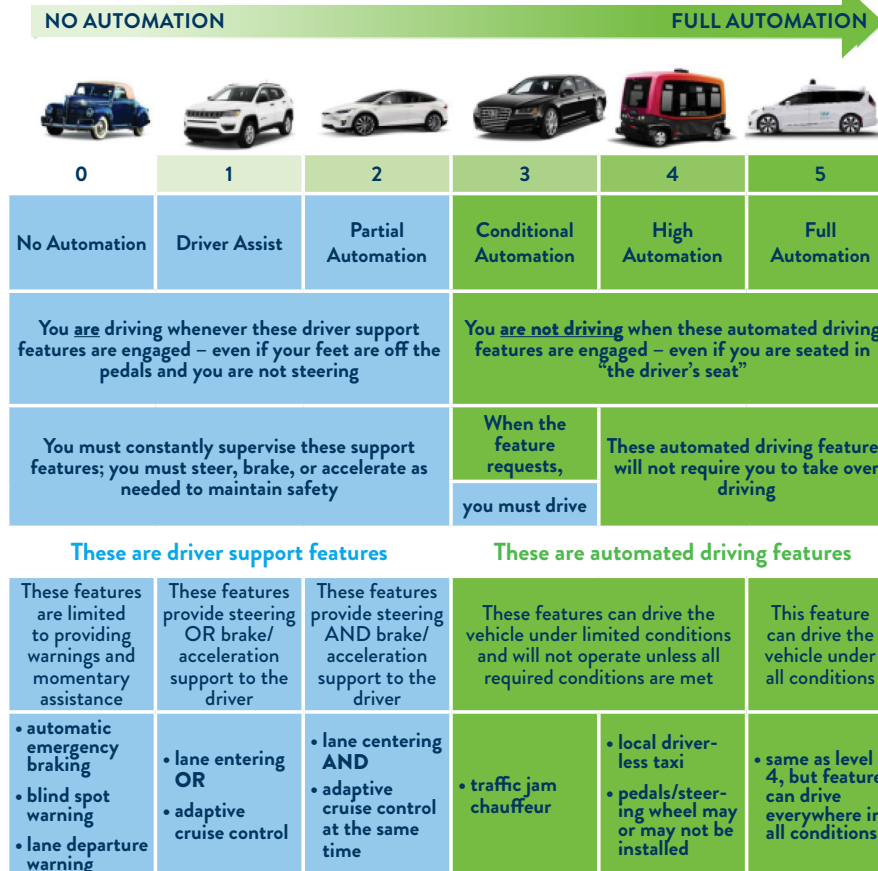 NO AUTOMATION
FULL AUTOMATION
0
1
2
3
4
5
No Automation
Driver Assist
Partial
Automation
Conditional
Automation
High
Automation
Full
Automation
You are driving whenever these driver support
features are engaged – even if your feet are off the
pedals and you are not steering
You are not driving when these automated driving
features are engaged – even if you are seated in
“the driver’s seat”
You must constantly supervise these support
features; you must steer, brake, or accelerate as
needed to maintain safety
When the
feature
requests,
you must drive
These automated driving feature
will not require you to take over
driving
These are driver support features
These are automated driving features
These features
are limited
to providing
warnings and
momentary
assistance
These features
provide steering
OR brake/
acceleration
support to the
driver
These features
provide steering
AND brake/
acceleration
support to the
driver
These features can drive the
vehicle under limited conditions
and will not operate unless all
required conditions are met
This feature
can drive the
vehicle under
all conditions
• automatic
emergency
braking
• blind spot
warning
• lane departure
warning
• lane entering
OR
• adaptive
cruise control
• lane centering
AND
• adaptive
cruise control
at the same
time
• traffic jam
chauffeur
• local driver-
less taxi
• pedals/steer-
ing wheel may
or may not be
installed
• same as level
4, but feature
can drive
everywhere in
all conditions